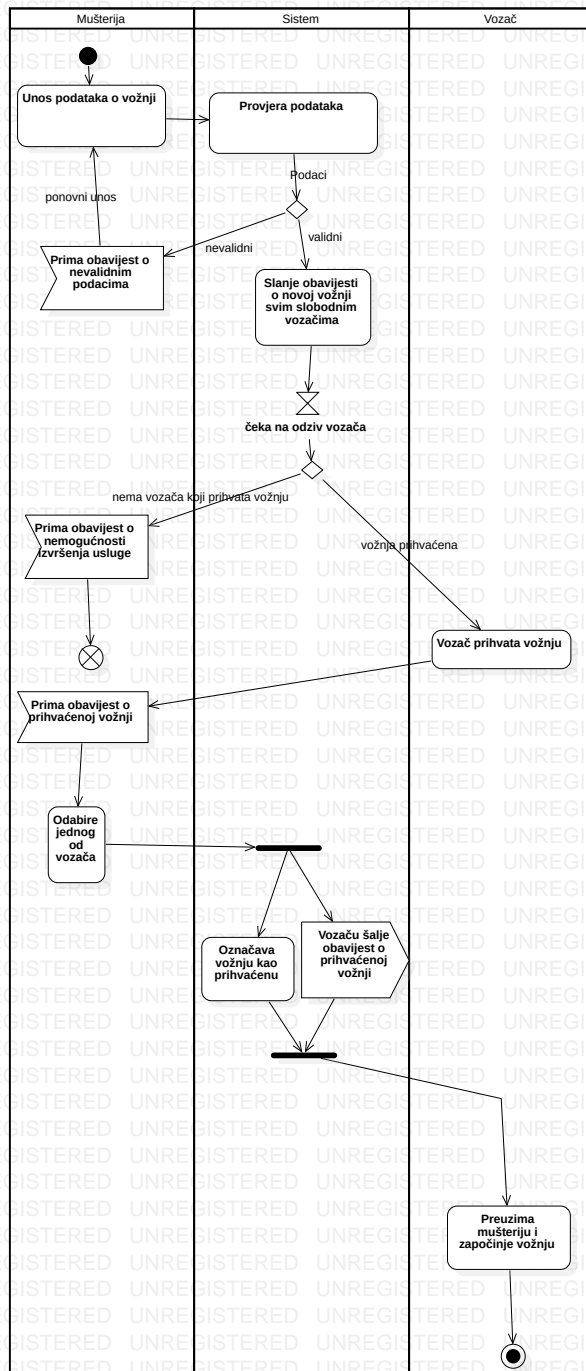 Mušterija
Sistem
Vozač
Unos podataka o vožnji
Provjera podataka
Podaci
ponovni unos
nevalidni
validni
Prima obavijest o
nevalidnim
podacima
Slanje obavijesti
o novoj vožnji
svim slobodnim
vozačima
čeka na odziv vozača
nema vozača koji prihvata vožnju
vožnja prihvaćena
Prima obavijest o
nemogućnosti
izvršenja usluge
Vozač prihvata vožnju
Prima obavijest o
prihvaćenoj vožnji
Odabire
jednog
od
vozača
Označava
vožnju kao
prihvaćenu
Vozaču šalje
obavijest o
prihvaćenoj
vožnji
Preuzima
mušteriju i
započinje vožnju
UNREGISTERED